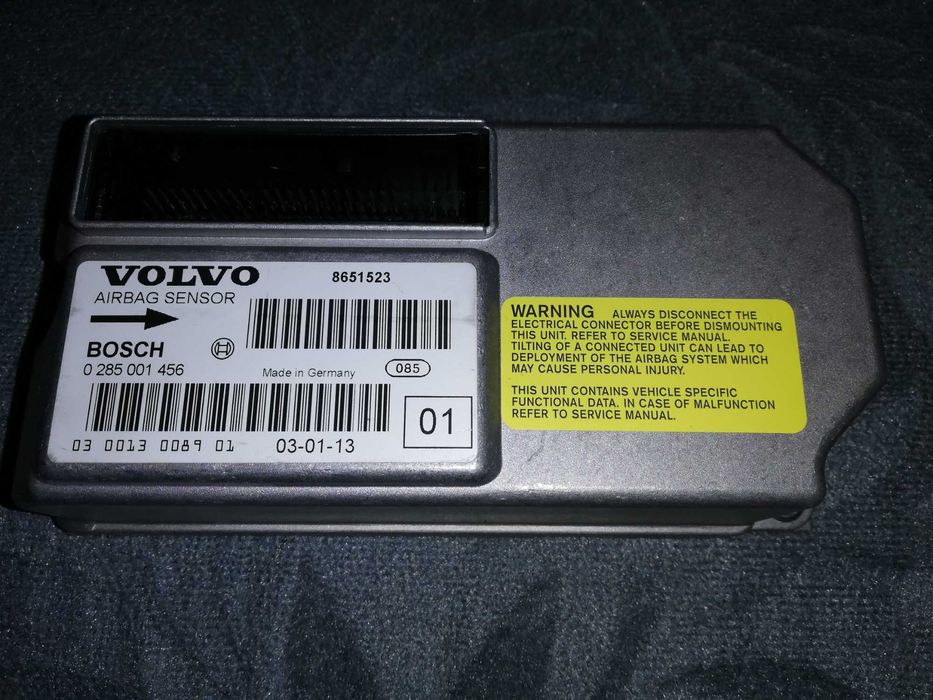 VOLVO
8651523
AIRBAG SENSOR
BOSCH
0 285 001 456
Made in Germany
085
03 0013 0089 01
03-01-13
01
WARNING ALWAYS DISCONNECT THE
ELECTRICAL CONNECTOR BEFORE DISMOUNTING
THIS UNIT. REFER TO SERVICE MANUAL.
TILTING OF A CONNECTED UNIT CAN LEAD TO
DEPLOYMENT OF THE AIRBAG SYSTEM WHICH
MAY CAUSE PERSONAL INJURY.
THIS UNIT CONTAINS VEHICLE SPECIFIC
FUNCTIONAL DATA. IN CASE OF MALFUNCTION
REFER TO SERVICE MANUAL.